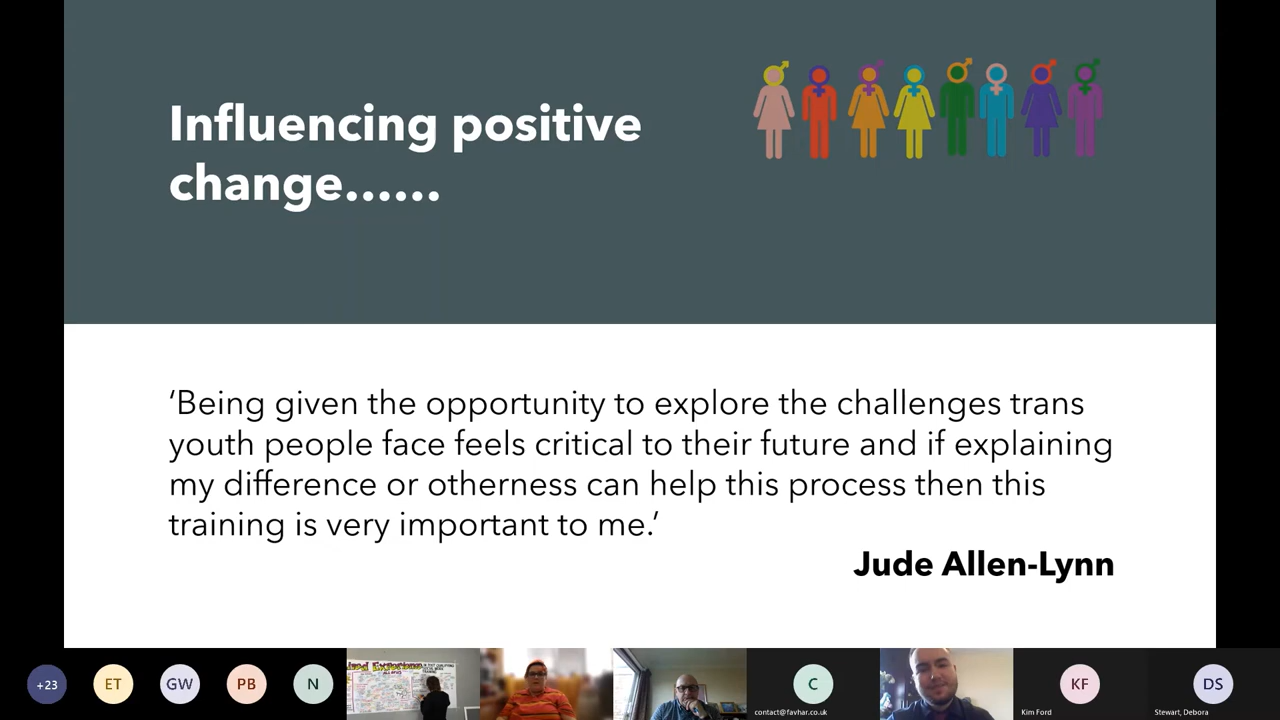 Influencing positive
change......
‘Being given the opportunity to explore the challenges trans
youth people face feels critical to their future and if explaining
my difference or otherness can help this process then this
training is very important to me.’
Jude Allen-Lynn
+23
ET
GW
PB
N
C
contact@favhar.co.uk
KF
Kim Ford
DS
Stewart, Debora